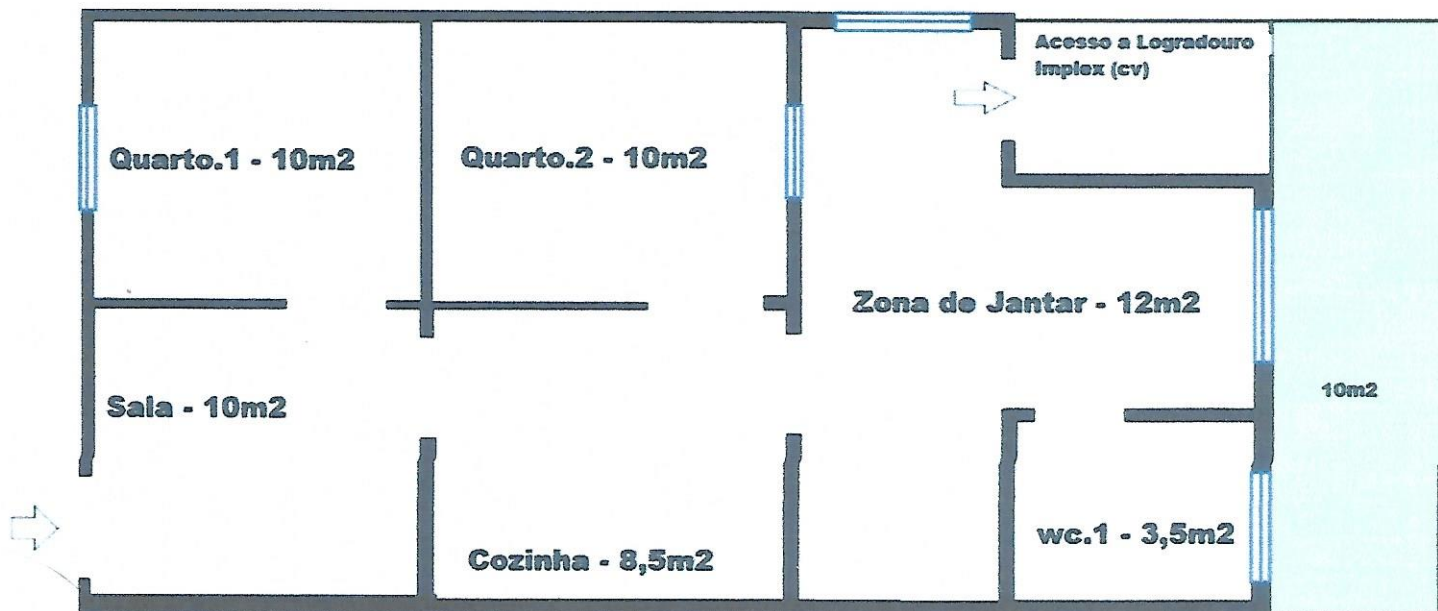 Acesso a Logradouro
Implex (cv)
Quarto.1 - 10m2
Quarto.2 - 10m2
Zona de Jantar - 12m2
Sala - 10m2
10m2
Cozinha - 8,5m2
wc.1 - 3,5m2